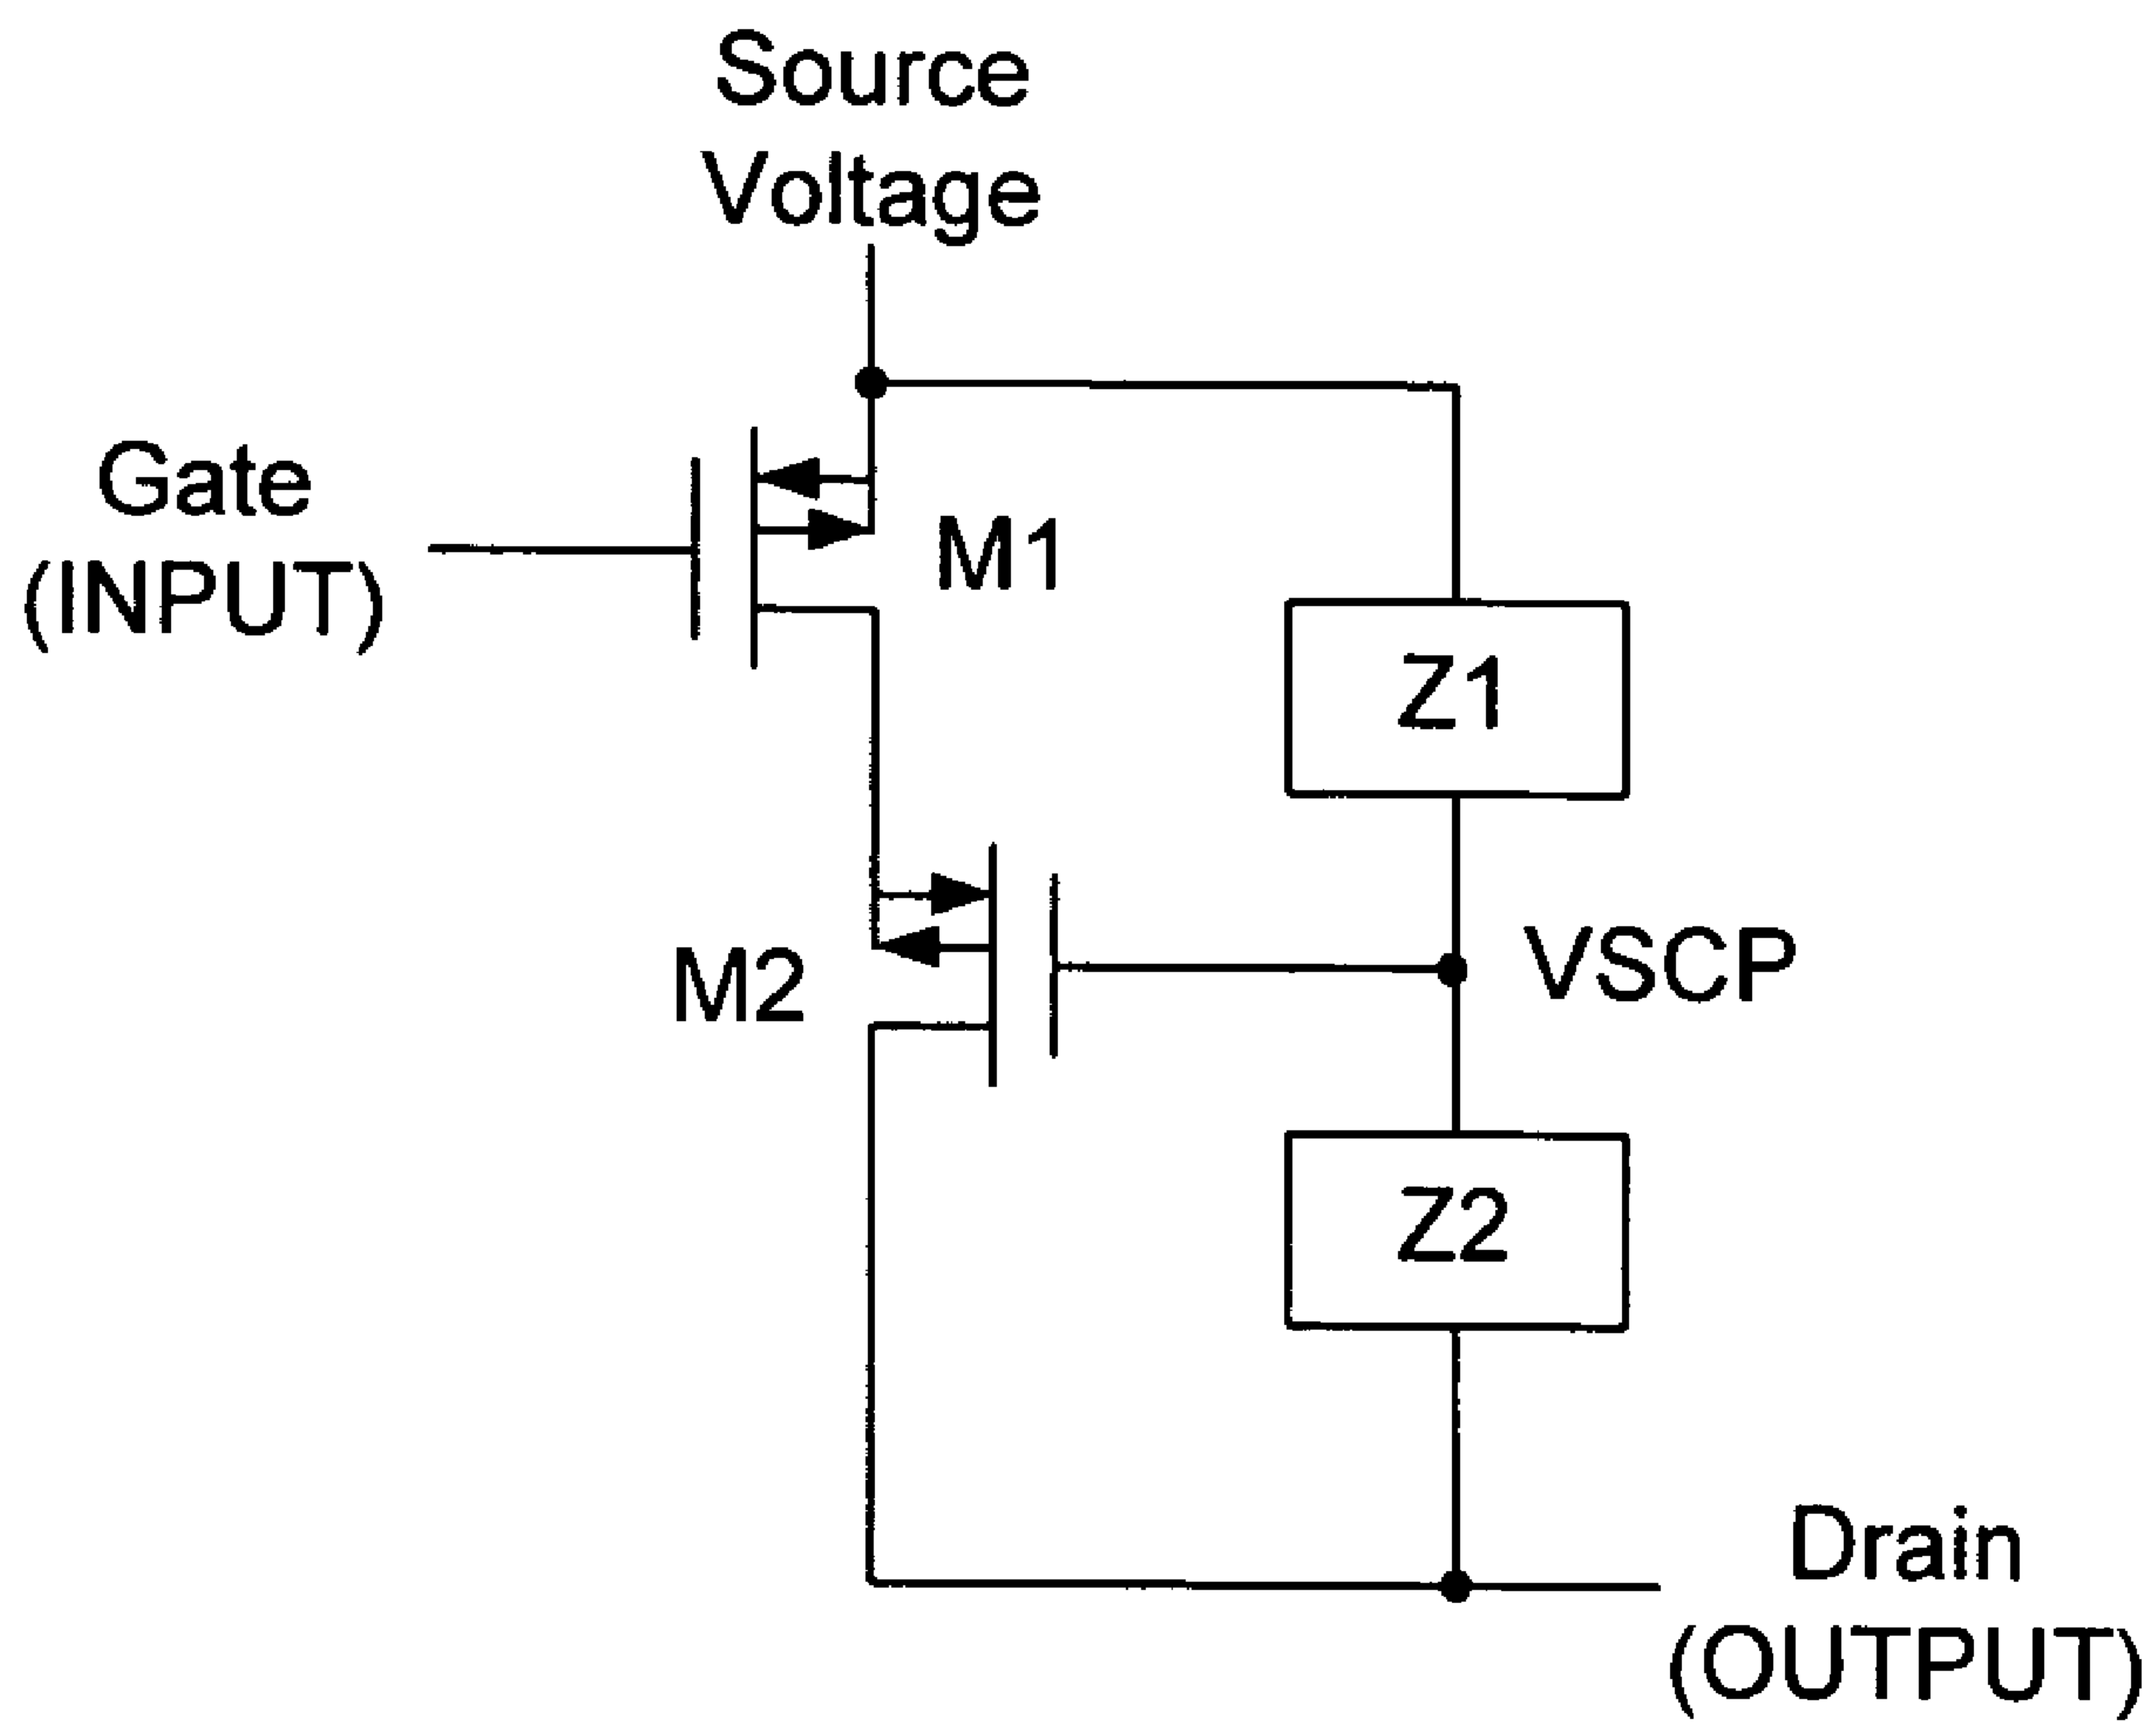 Source
Voltage
Gate
(INPUT)
M1
Z1
M2
VSCP
Z2
Drain
(OUTPUT)